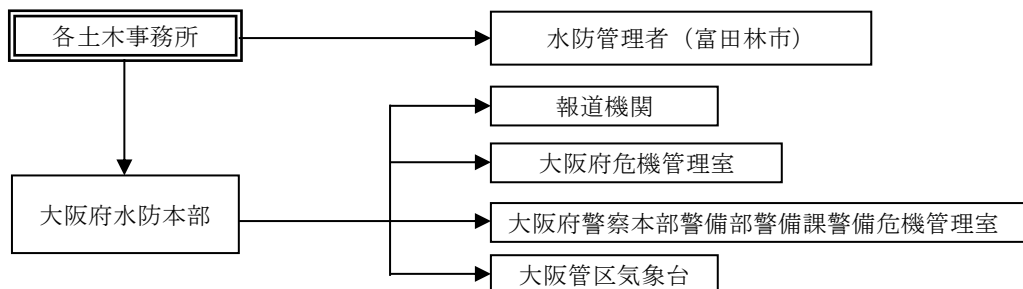 各土木事務所
水防管理者（富田林市）
報道機関
大阪府危機管理室
大阪府水防本部
大阪府警察本部警備部警備課警備危機管理室
大阪管区気象台